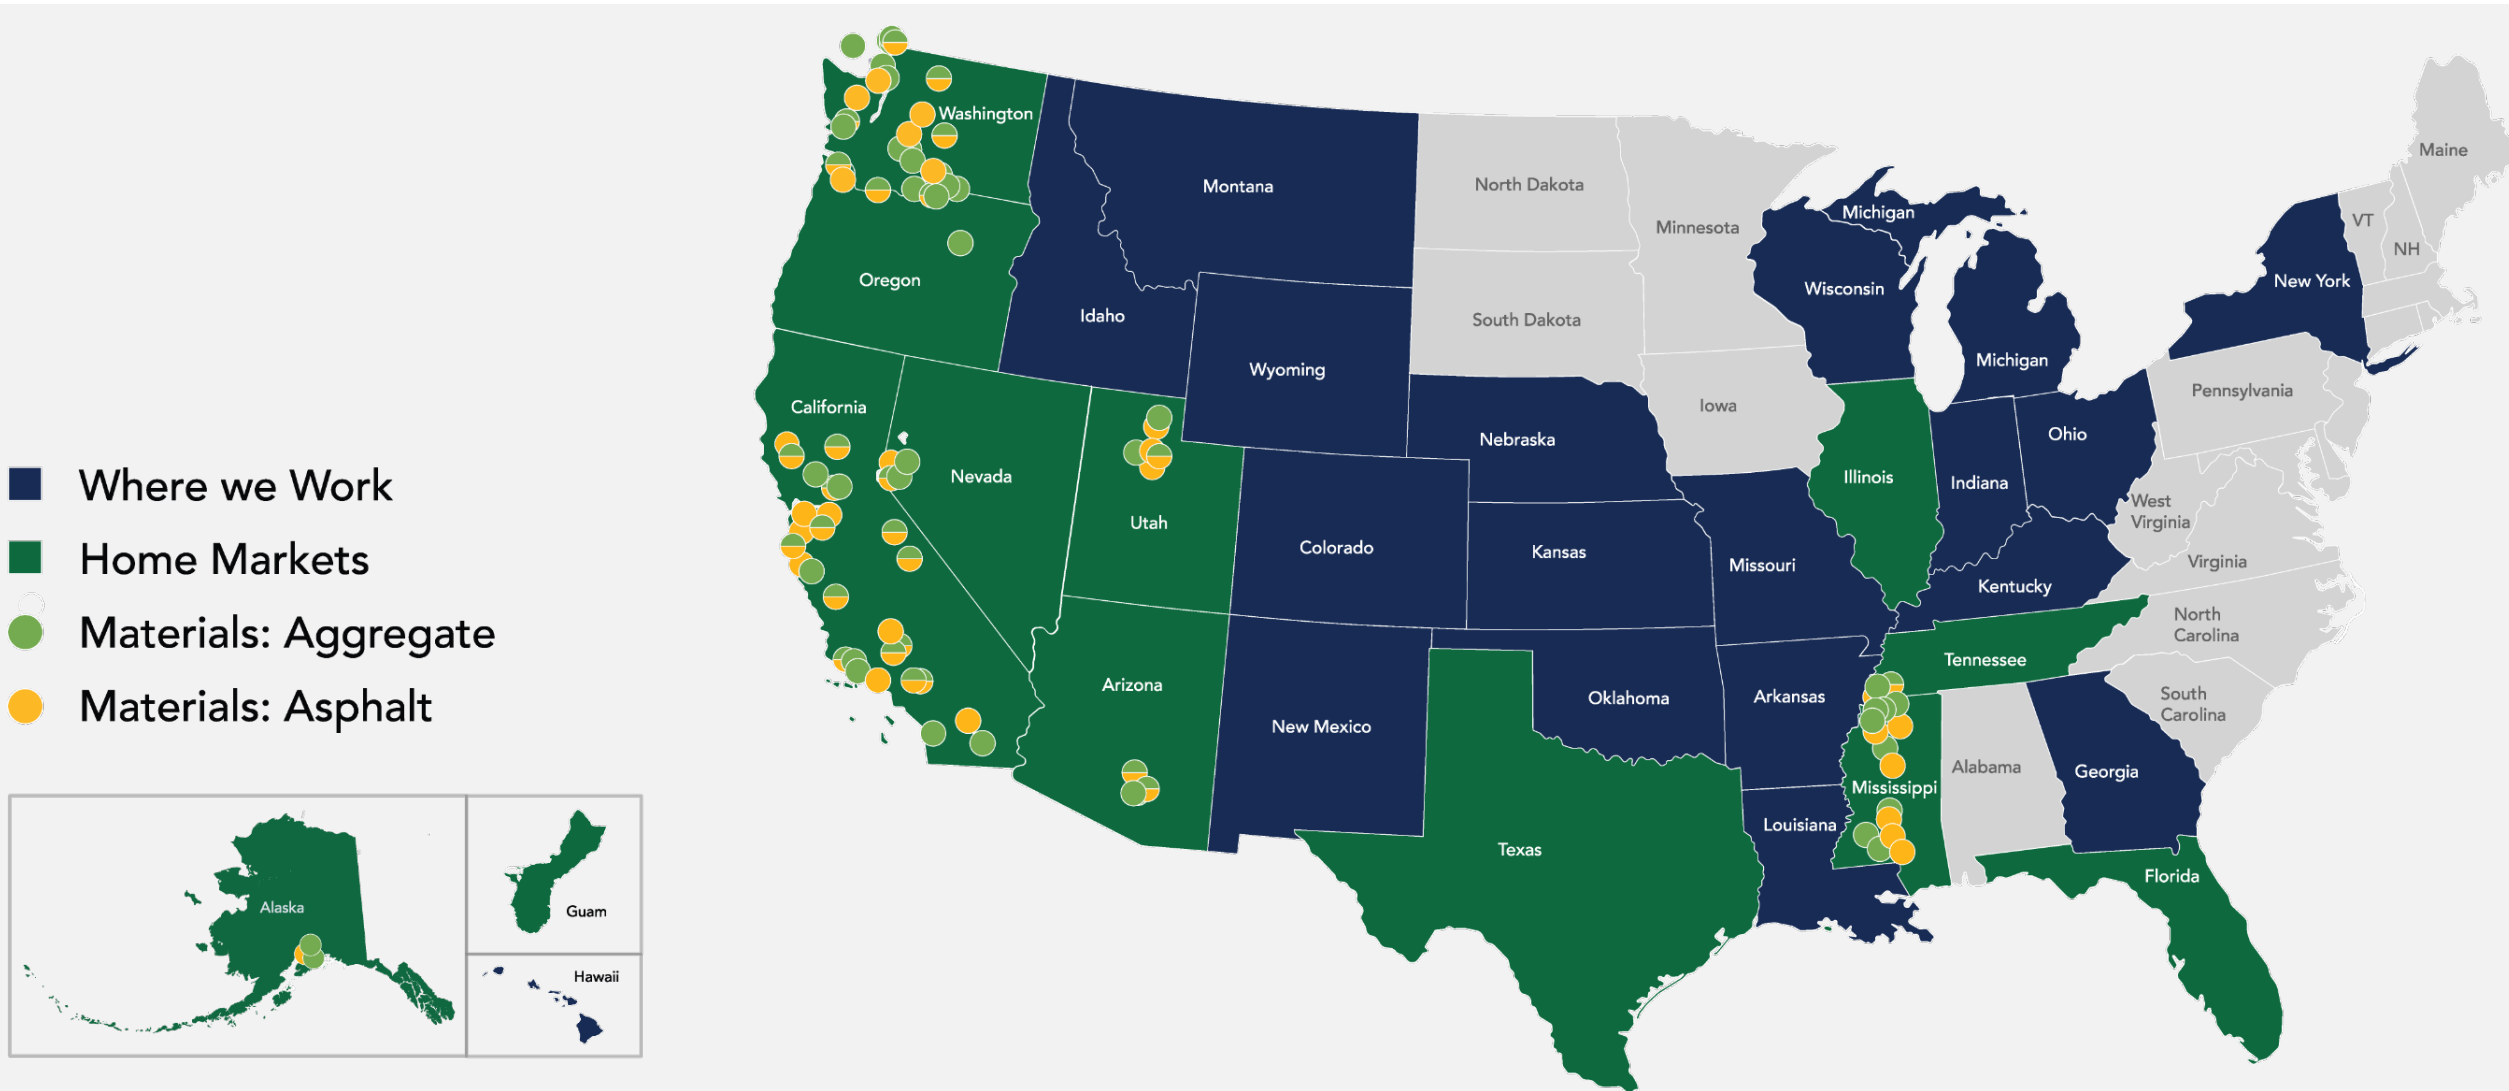 Where we Work
Home Markets
Materials: Aggregate
Materials: Asphalt
Alaska
Guam
Hawaii
Washington
Oregon
California
Nevada
Idaho
Montana
Wyoming
Utah
Colorado
Arizona
New Mexico
North Dakota
South Dakota
Nebraska
Kansas
Oklahoma
Texas
Minnesota
Iowa
Missouri
Arkansas
Louisiana
Wisconsin
Illinois
Michigan
Michigan
Indiana
Ohio
Kentucky
Tennessee
Mississippi
Alabama
Georgia
Florida
South
Carolina
North
Carolina
Virginia
West
Virginia
Pennsylvania
New York
VT
NH
Maine